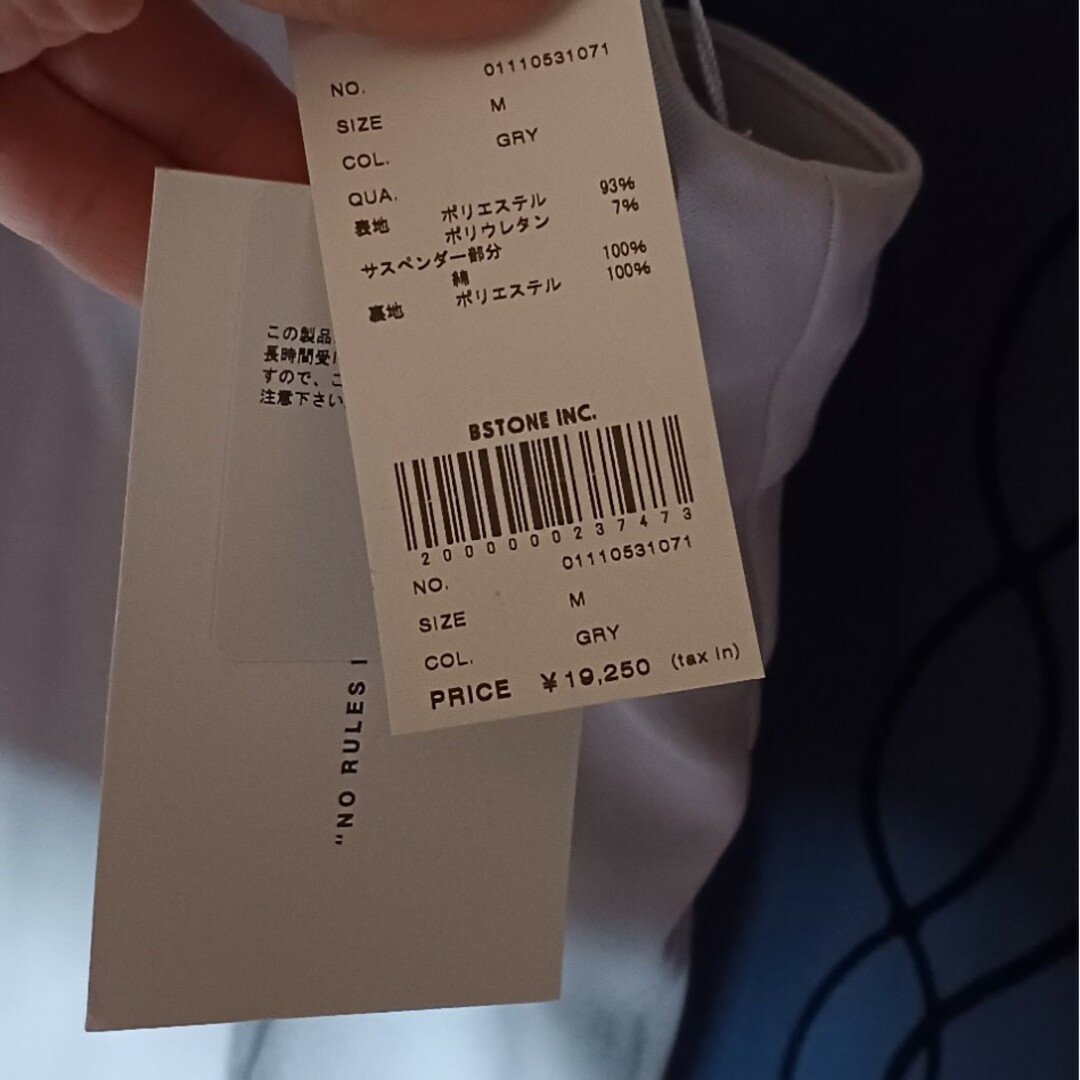 NO. 01110531071
SIZE M
COL. GRY
QUA.
表地 ポリエステル 93%
ポリウレタン 7%
サスペンダー部分
綿 100%
裏地 ポリエステル 100%
BSTONE INC.
2000000237473
NO. 01110531071
SIZE M
COL. GRY
PRICE ¥19,250 (tax in)
この製品
長時間受
すので、こ
注意下さい
"NO RULES